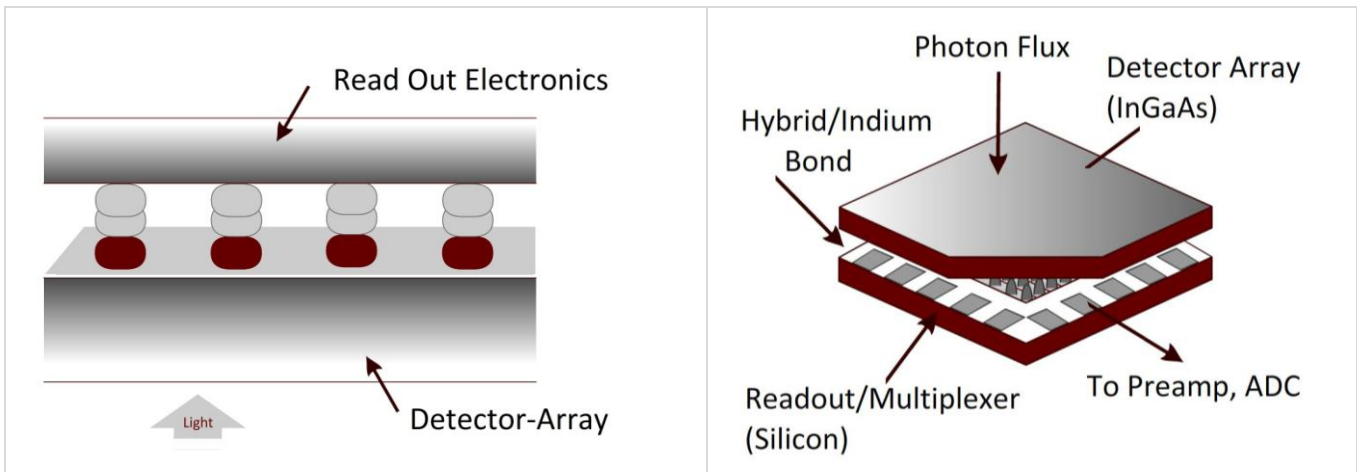 Read Out Electronics
Detector-Array
Light
Photon Flux
Detector Array
(InGaAs)
Hybrid/Indium
Bond
Readout/Multiplexer
(Silicon)
To Preamp, ADC